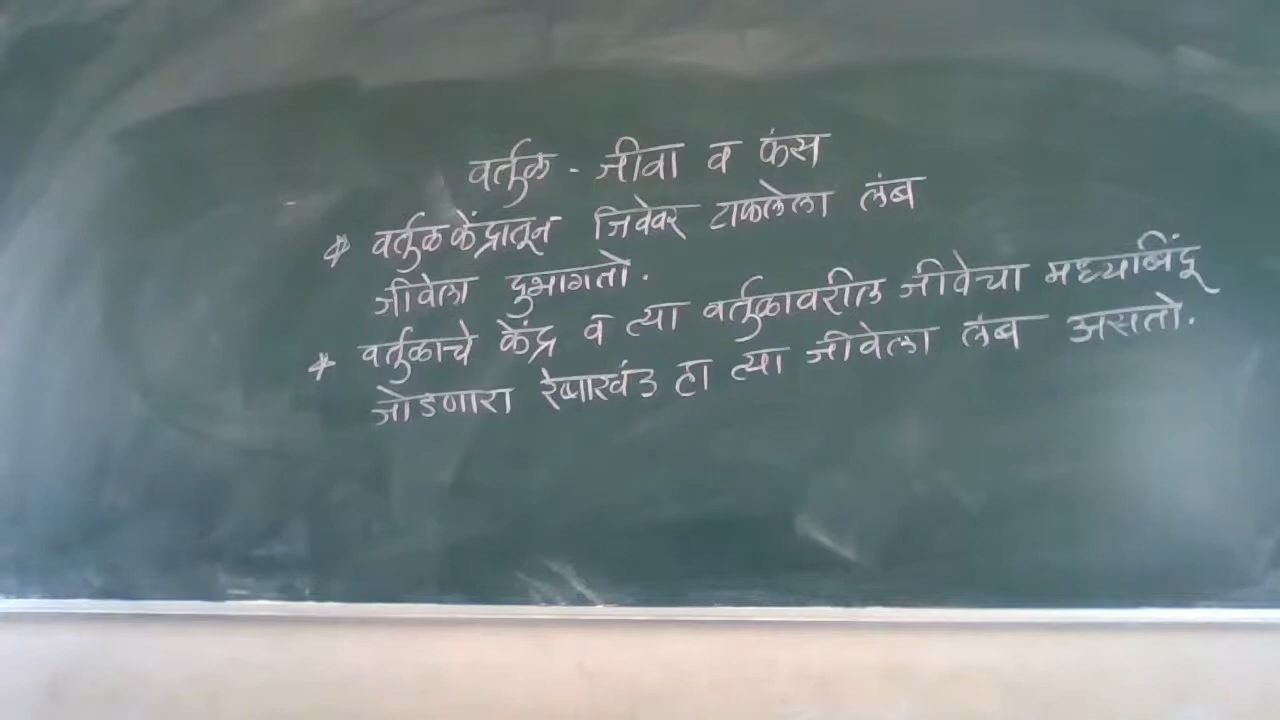 वर्तुळ - जीवा व कंस
* वर्तुळकेंद्रातून जिवेवर टाकलेला लंब
जीवेला दुभागतो.
* वर्तुळाचे केंद्र व त्या वर्तुळावरील जीवेचा मध्यबिंदू
जोडणारा रेषाखंड हा त्या जीवेला लंब असतो.